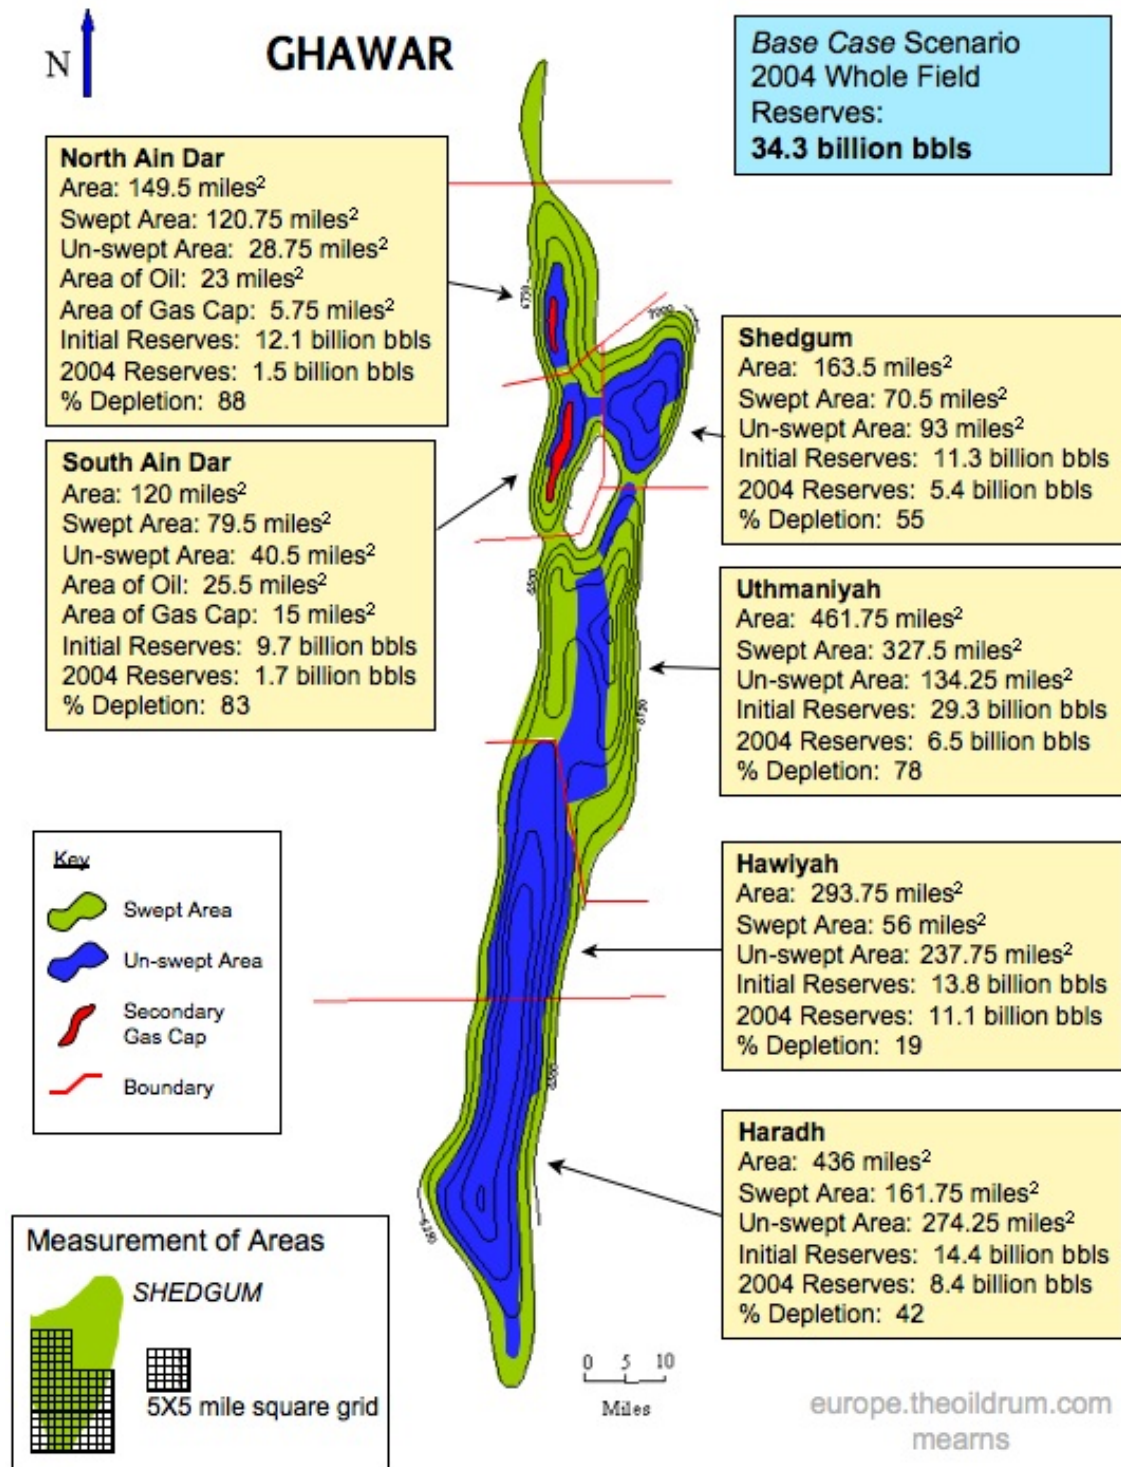 N
GHAWAR
Base Case Scenario
2004 Whole Field
Reserves:
34.3 billion bbls
North Ain Dar
Area: 149.5 miles²
Swept Area: 120.75 miles²
Un-swept Area: 28.75 miles²
Area of Oil: 23 miles²
Area of Gas Cap: 5.75 miles²
Initial Reserves: 12.1 billion bbls
2004 Reserves: 1.5 billion bbls
% Depletion: 88
South Ain Dar
Area: 120 miles²
Swept Area: 79.5 miles²
Un-swept Area: 40.5 miles²
Area of Oil: 25.5 miles²
Area of Gas Cap: 15 miles²
Initial Reserves: 9.7 billion bbls
2004 Reserves: 1.7 billion bbls
% Depletion: 83
Shedgum
Area: 163.5 miles²
Swept Area: 70.5 miles²
Un-swept Area: 93 miles²
Initial Reserves: 11.3 billion bbls
2004 Reserves: 5.4 billion bbls
% Depletion: 55
Uthmaniyah
Area: 461.75 miles²
Swept Area: 327.5 miles²
Un-swept Area: 134.25 miles²
Initial Reserves: 29.3 billion bbls
2004 Reserves: 6.5 billion bbls
% Depletion: 78
Hawiyah
Area: 293.75 miles²
Swept Area: 56 miles²
Un-swept Area: 237.75 miles²
Initial Reserves: 13.8 billion bbls
2004 Reserves: 11.1 billion bbls
% Depletion: 19
Haradh
Area: 436 miles²
Swept Area: 161.75 miles²
Un-swept Area: 274.25 miles²
Initial Reserves: 14.4 billion bbls
2004 Reserves: 8.4 billion bbls
% Depletion: 42
Key
Swept Area
Un-swept Area
Secondary
Gas Cap
Boundary
Measurement of Areas
SHEDGUM
5X5 mile square grid
0 5 10
Miles
europe.theoildrum.com
mearns